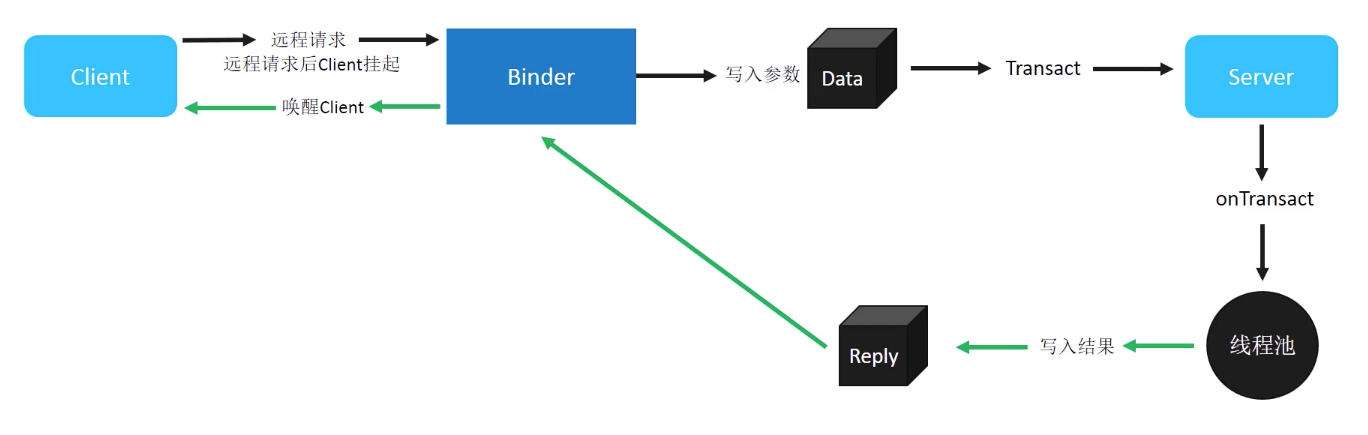 Client
远程请求
远程请求后Client挂起
唤醒Client
Binder
写入参数
Data
Transact
Server
onTransact
线程池
写入结果
Reply